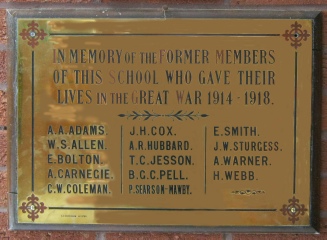 IN MEMORY OF THE FORMER MEMBERS
OF THIS SCHOOL WHO GAVE THEIR
LIVES IN THE GREAT WAR 1914-1918.
A.A.ADAMS.
W.S.ALLEN.
E.BOLTON.
A.CARNEGIE.
C.W.COLEMAN.
J.H.COX.
A.R.HUBBARD.
T.C.JESSON.
B.G.C.PELL.
P.SEARSON-MAWBY.
E.SMITH.
J.W.STURGESS.
A.WARNER.
H.WEBB.